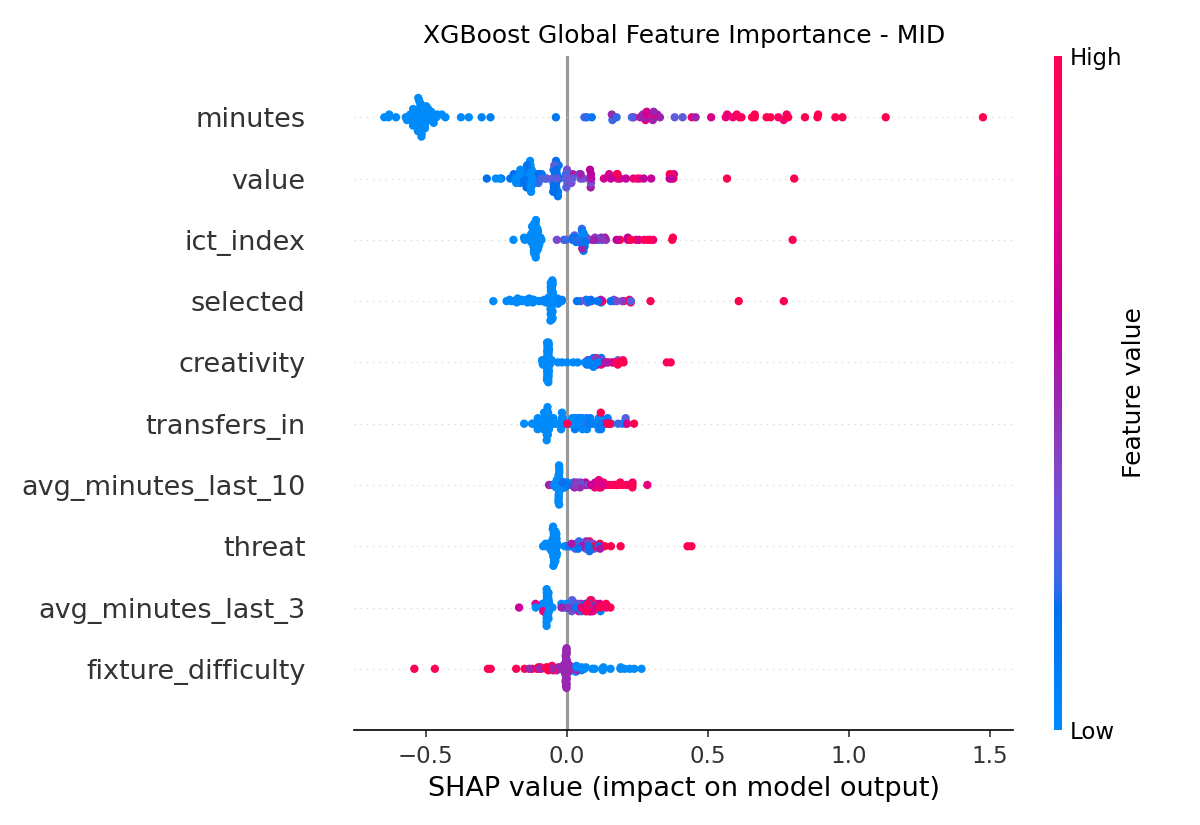 XGBoost Global Feature Importance - MID
High
minutes
value
ict_index
selected
creativity
transfers_in
avg_minutes_last_10
threat
avg_minutes_last_3
fixture_difficulty
Feature value
Low
−0.5 0.0 0.5 1.0 1.5
SHAP value (impact on model output)